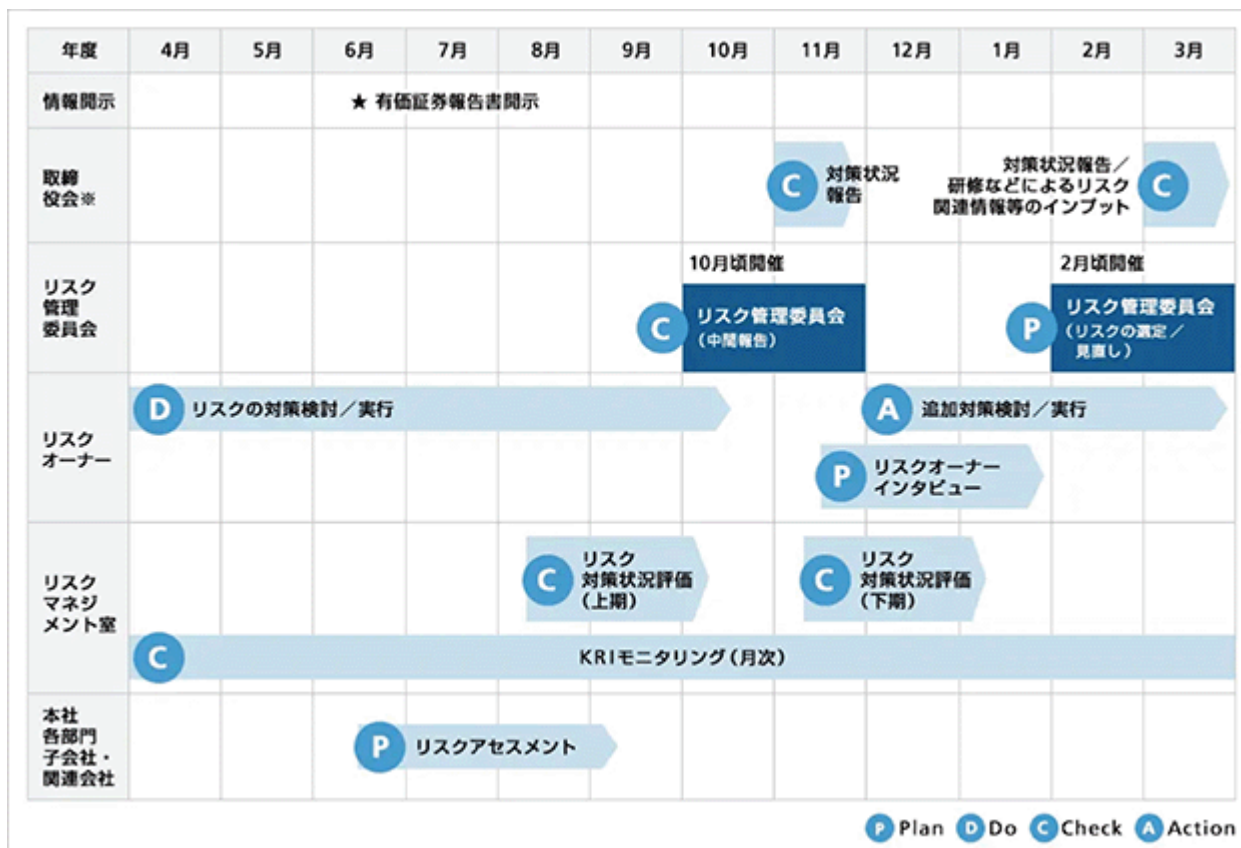 年度 4月 5月 6月 7月 8月 9月 10月 11月 12月 1月 2月 3月
情報開示
★ 有価証券報告書開示
取締
役会※
C
対策状況
報告
対策状況報告／
研修などによるリスク
関連情報等のインプット
C
リスク
管理
委員会
10月頃開催
C
リスク管理委員会
（中間報告）
2月頃開催
P
リスク管理委員会
（リスクの選定／
見直し）
リスク
オーナー
D
リスクの対策検討／実行
A
追加対策検討／実行
P
リスクオーナー
インタビュー
リスク
マネジ
メント室
C
リスク
対策状況評価
（上期）
C
リスク
対策状況評価
（下期）
C
KRIモニタリング（月次）
本社
各部門
子会社・
関連会社
P
リスクアセスメント
P Plan D Do C Check A Action